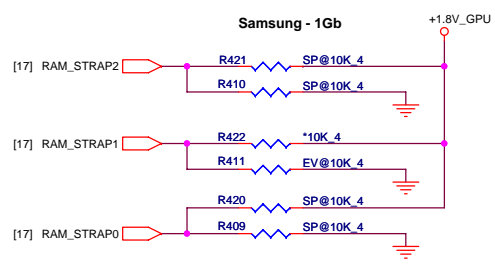 Samsung - 1Gb
+1.8V_GPU
[17] RAM_STRAP2
R421 SP@10K_4
R410 SP@10K_4
[17] RAM_STRAP1
R422 *10K_4
R411 EV@10K_4
R420 SP@10K_4
[17] RAM_STRAP0
R409 SP@10K_4